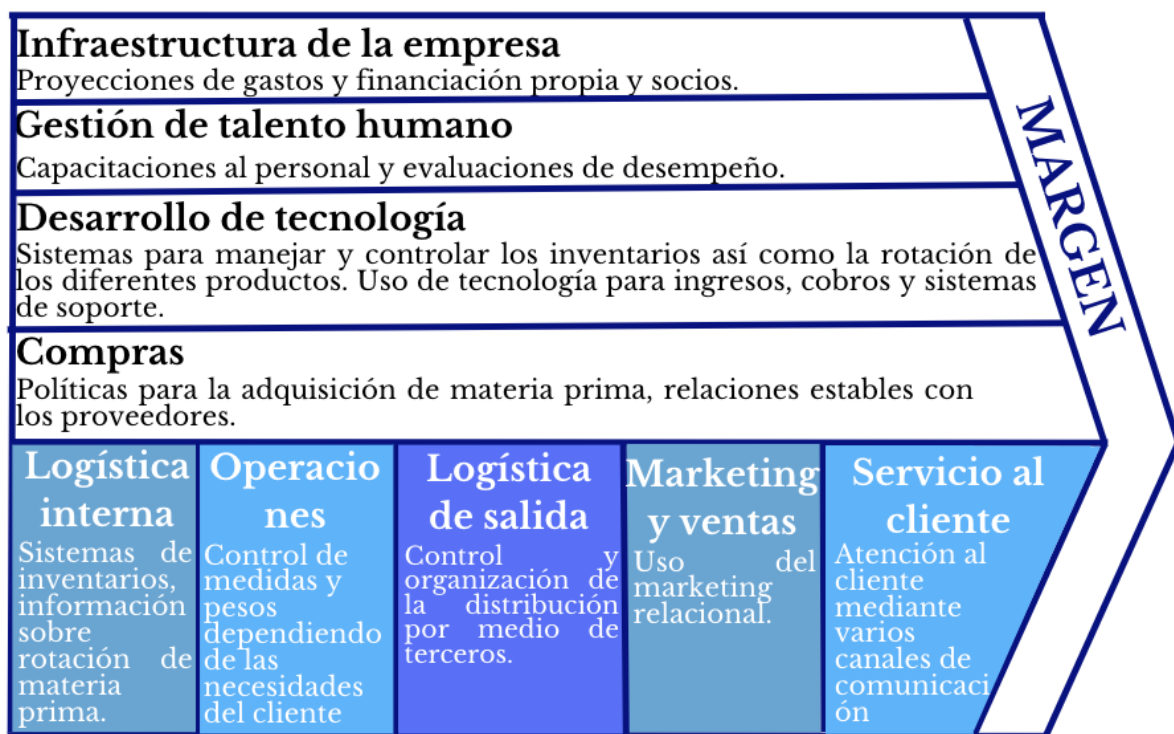 Infraestructura de la empresa
Proyecciones de gastos y financiación propia y socios.
Gestión de talento humano
Capacitaciones al personal y evaluaciones de desempeño.
Desarrollo de tecnología
Sistemas para manejar y controlar los inventarios así como la rotación de
los diferentes productos. Uso de tecnología para ingresos, cobros y sistemas
de soporte.
Compras
Políticas para la adquisición de materia prima, relaciones estables con
los proveedores.
MARGEN
Logística
interna
Sistemas de
inventarios,
información
sobre
rotación de
materia
prima.
Operacio
nes
Control de
medidas y
pesos
dependiendo
de las
necesidades
del cliente
Logística
de salida
Control y
organización de
la distribución
por medio de
terceros.
Marketing
y ventas
Uso del
marketing
relacional.
Servicio al
cliente
Atención al
cliente
mediante
varios
canales de
comunicaci
ón